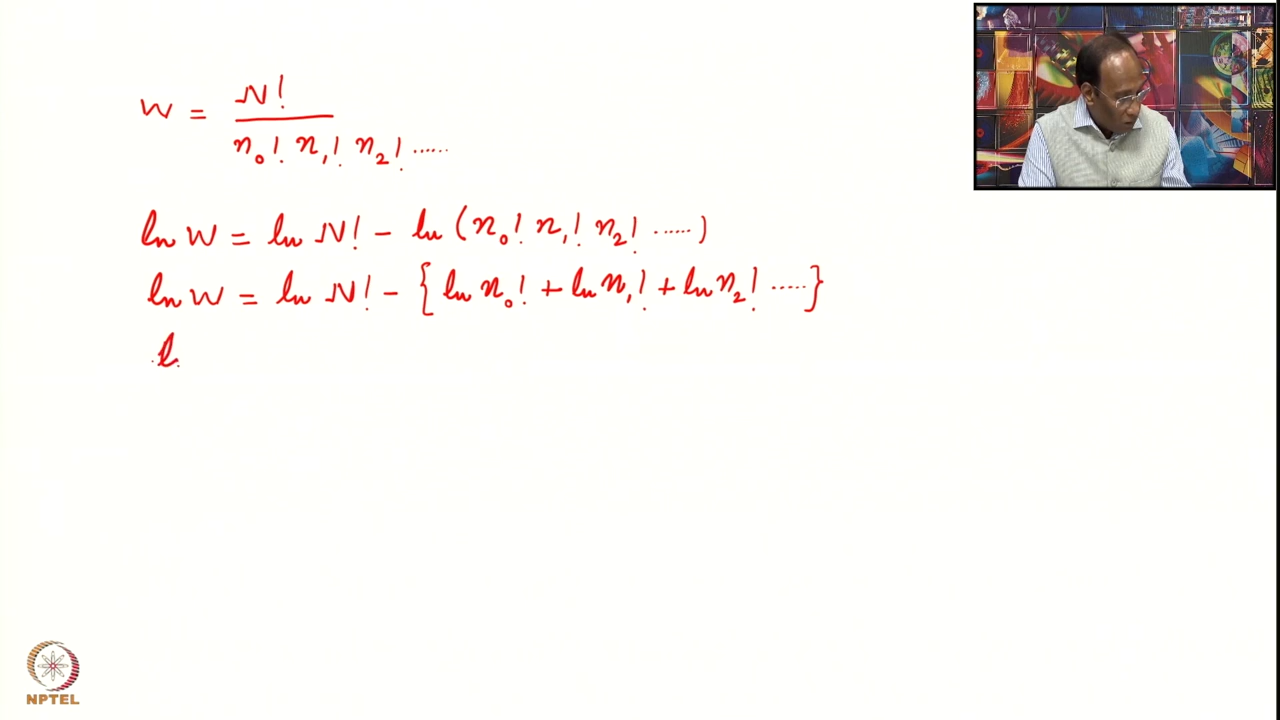 W = N! / n₀! n₁! n₂! ......
ln W = ln N! - ln (n₀! n₁! n₂! ......)
ln W = ln N! - { ln n₀! + ln n₁! + ln n₂! ..... }
l
NPTEL